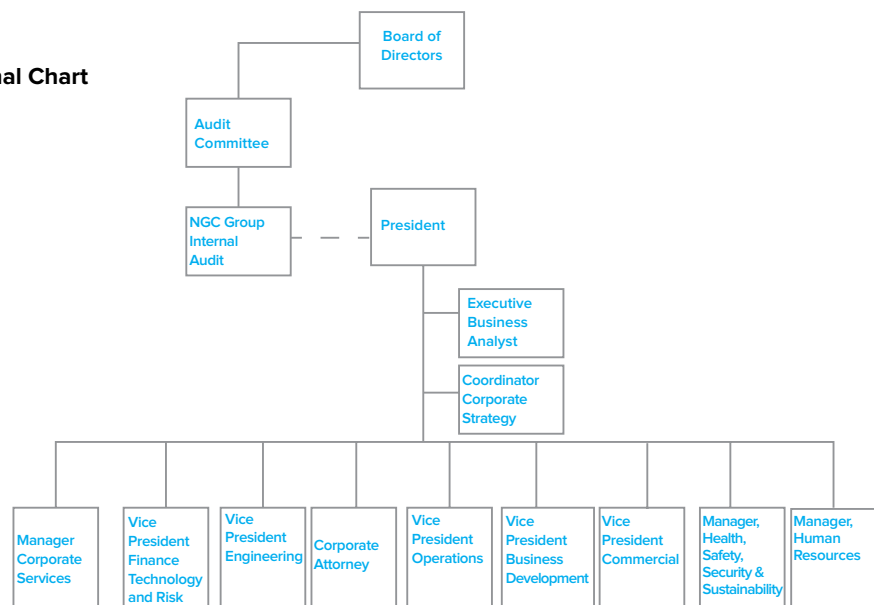 Board of
Directors
nal Chart
Audit
Committee
NGC Group
Internal
Audit
President
Executive
Business
Analyst
Coordinator
Corporate
Strategy
Manager
Corporate
Services
Vice
President
Finance
Technology
and Risk
Vice
President
Engineering
Corporate
Attorney
Vice
President
Operations
Vice
President
Business
Development
Vice
President
Commercial
Manager,
Health,
Safety,
Security &
Sustainability
Manager,
Human
Resources